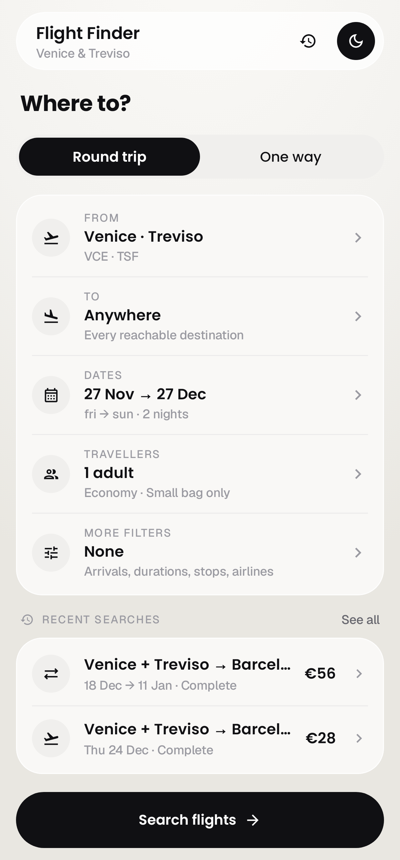 Flight Finder
Venice & Treviso
Where to?
Round trip
One way
FROM
Venice · Treviso
VCE · TSF
TO
Anywhere
Every reachable destination
DATES
27 Nov → 27 Dec
fri → sun · 2 nights
TRAVELLERS
1 adult
Economy · Small bag only
MORE FILTERS
None
Arrivals, durations, stops, airlines
RECENT SEARCHES
See all
Venice + Treviso → Barcel...
€56
18 Dec → 11 Jan · Complete
Venice + Treviso → Barcel...
€28
Thu 24 Dec · Complete
Search flights →